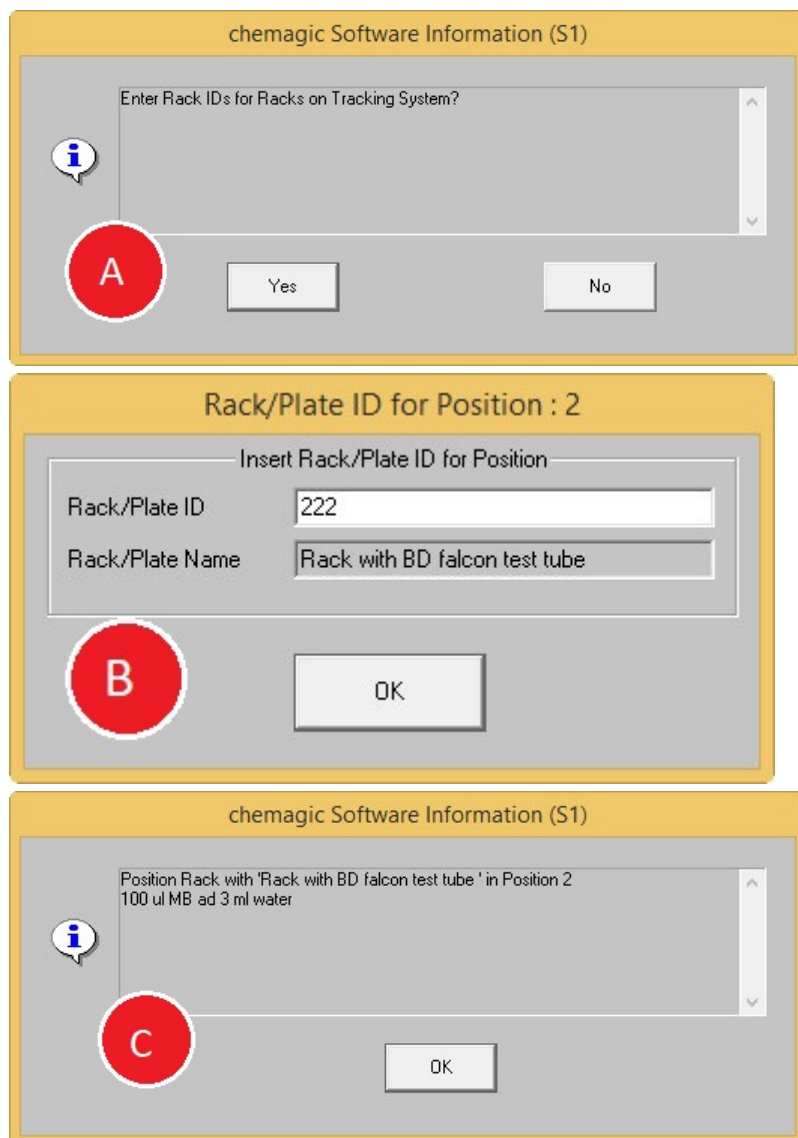 chemagic Software Information (S1)
Enter Rack IDs for Racks on Tracking System?
A
Yes
No
Rack/Plate ID for Position : 2
Insert Rack/Plate ID for Position
Rack/Plate ID
222
Rack/Plate Name
Rack with BD falcon test tube
B
OK
chemagic Software Information (S1)
Position Rack with 'Rack with BD falcon test tube ' in Position 2
100 ul MB ad 3 ml water
C
OK